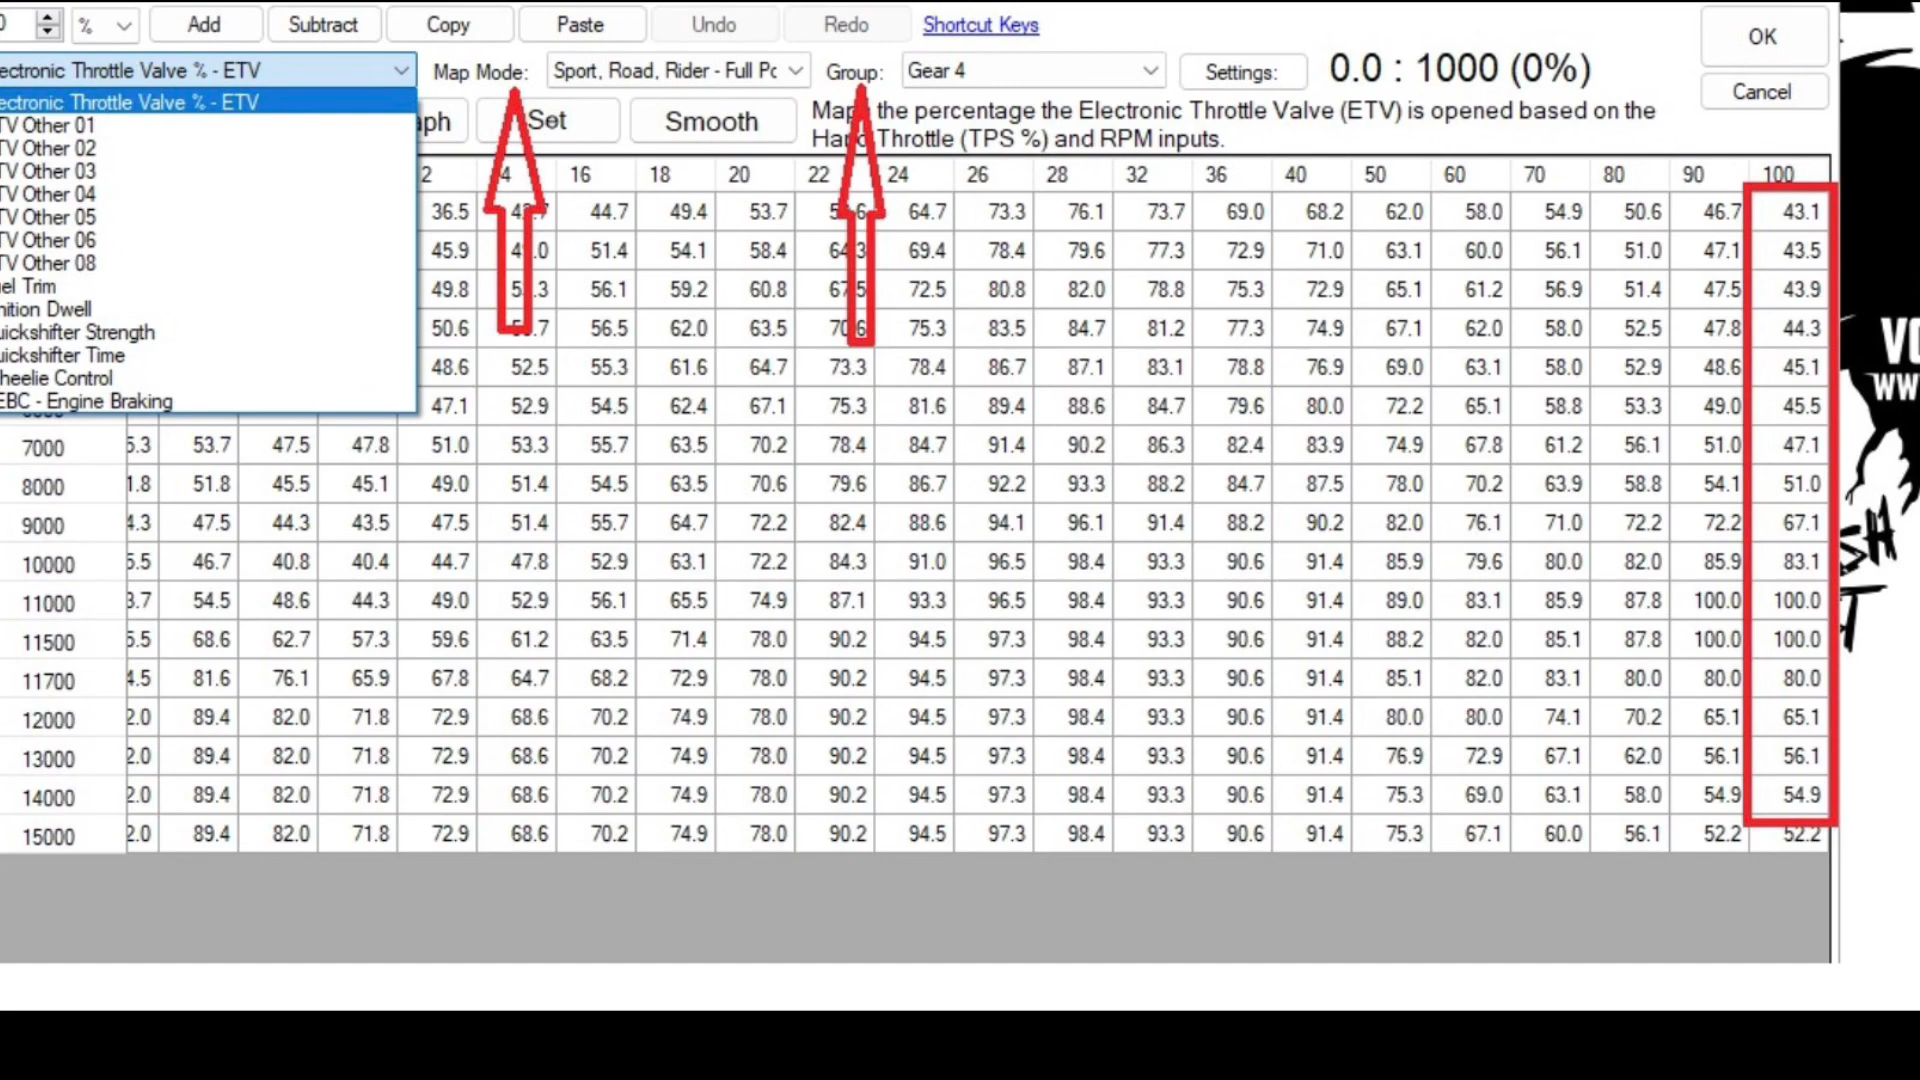 0 % Add Subtract Copy Paste Undo Redo Shortcut Keys OK
ectronic Throttle Valve % - ETV Map Mode: Sport, Road, Rider - Full Pc Group: Gear 4 Settings: 0.0 : 1000 (0%) Cancel
ectronic Throttle Valve % - ETV
TV Other 01
TV Other 02
TV Other 03
TV Other 04
TV Other 05
TV Other 06
TV Other 08
el Trim
nition Dwell
uickshifter Strength
uickshifter Time
heelie Control
EBC - Engine Braking
ph Set Smooth
the percentage the Electronic Throttle Valve (ETV) is opened based on the
Throttle (TPS %) and RPM inputs.
2 4 16 18 20 22 24 26 28 32 36 40 50 60 70 80 90 100
36.5 44.7 49.4 53.7 64.7 73.3 76.1 73.7 69.0 68.2 62.0 58.0 54.9 50.6 46.7 43.1
45.9 51.4 54.1 58.4 64.3 69.4 78.4 79.6 77.3 72.9 71.0 63.1 60.0 56.1 51.0 47.1 43.5
49.8 56.1 59.2 60.8 67.5 72.5 80.8 82.0 78.8 75.3 72.9 65.1 61.2 56.9 51.4 47.5 43.9
50.6 56.5 62.0 63.5 70.6 75.3 83.5 84.7 81.2 77.3 74.9 67.1 62.0 58.0 52.5 47.8 44.3
48.6 52.5 55.3 61.6 64.7 73.3 78.4 86.7 87.1 83.1 78.8 76.9 69.0 63.1 58.0 52.9 48.6 45.1
47.1 52.9 54.5 62.4 67.1 75.3 81.6 89.4 88.6 84.7 79.6 80.0 72.2 65.1 58.8 53.3 49.0 45.5
7000 5.3 53.7 47.5 47.8 51.0 53.3 55.7 63.5 70.2 78.4 84.7 91.4 90.2 86.3 82.4 83.9 74.9 67.8 61.2 56.1 51.0 47.1
8000 1.8 51.8 45.5 45.1 49.0 51.4 54.5 63.5 70.6 79.6 86.7 92.2 93.3 88.2 84.7 87.5 78.0 70.2 63.9 58.8 54.1 51.0
9000 4.3 47.5 44.3 43.5 47.5 51.4 55.7 64.7 72.2 82.4 88.6 94.1 96.1 91.4 88.2 90.2 82.0 76.1 71.0 72.2 72.2 67.1
10000 5.5 46.7 40.8 40.4 44.7 47.8 52.9 63.1 72.2 84.3 91.0 96.5 98.4 93.3 90.6 91.4 85.9 79.6 80.0 82.0 85.9 83.1
11000 3.7 54.5 48.6 44.3 49.0 52.9 56.1 65.5 74.9 87.1 93.3 96.5 98.4 93.3 90.6 91.4 89.0 83.1 85.9 87.8 100.0 100.0
11500 5.5 68.6 62.7 57.3 59.6 61.2 63.5 71.4 78.0 90.2 94.5 97.3 98.4 93.3 90.6 91.4 88.2 82.0 85.1 87.8 100.0 100.0
11700 4.5 81.6 76.1 65.9 67.8 64.7 68.2 72.9 78.0 90.2 94.5 97.3 98.4 93.3 90.6 91.4 85.1 82.0 83.1 80.0 80.0 80.0
12000 2.0 89.4 82.0 71.8 72.9 68.6 70.2 74.9 78.0 90.2 94.5 97.3 98.4 93.3 90.6 91.4 80.0 80.0 74.1 70.2 65.1 65.1
13000 2.0 89.4 82.0 71.8 72.9 68.6 70.2 74.9 78.0 90.2 94.5 97.3 98.4 93.3 90.6 91.4 76.9 72.9 67.1 62.0 56.1 56.1
14000 2.0 89.4 82.0 71.8 72.9 68.6 70.2 74.9 78.0 90.2 94.5 97.3 98.4 93.3 90.6 91.4 75.3 69.0 63.1 58.0 54.9 54.9
15000 2.0 89.4 82.0 71.8 72.9 68.6 70.2 74.9 78.0 90.2 94.5 97.3 98.4 93.3 90.6 91.4 75.3 67.1 60.0 56.1 52.2 52.2